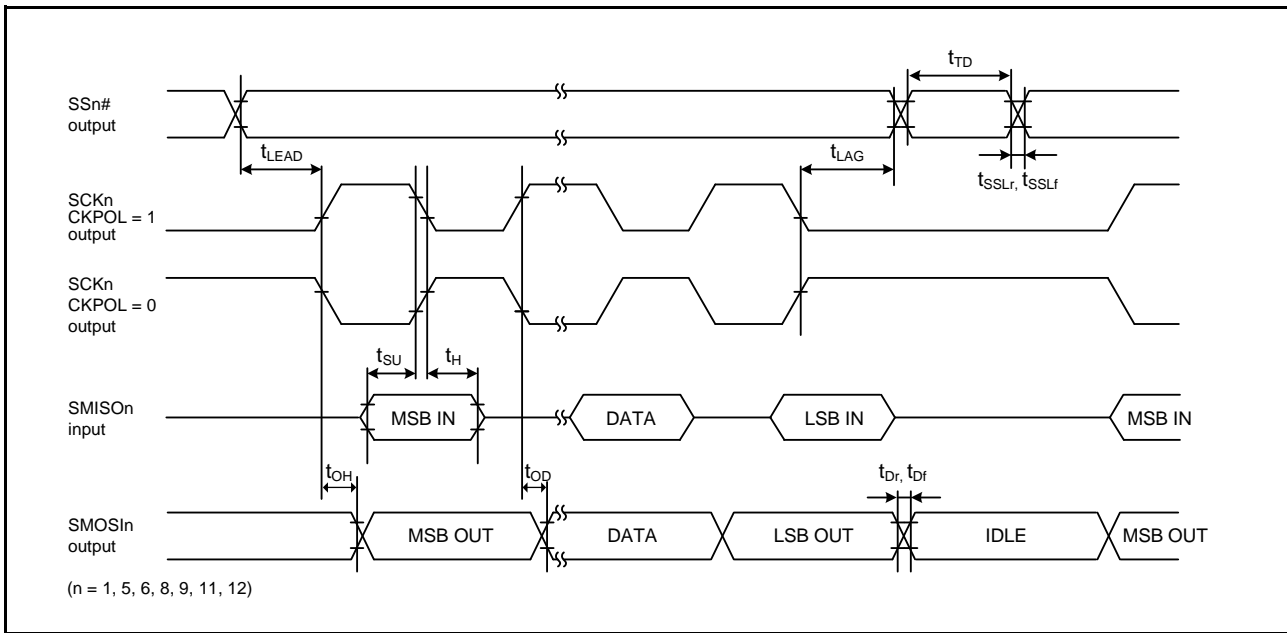 t_TD
SSn#
output
t_LEAD
t_LAG
t_SSLr, t_SSLf
SCKn
CKPOL = 1
output
SCKn
CKPOL = 0
output
t_SU
t_H
SMISOn
input
MSB IN
DATA
LSB IN
MSB IN
t_OH
t_OD
t_Dr, t_Df
SMOSIn
output
MSB OUT
DATA
LSB OUT
IDLE
MSB OUT
(n = 1, 5, 6, 8, 9, 11, 12)